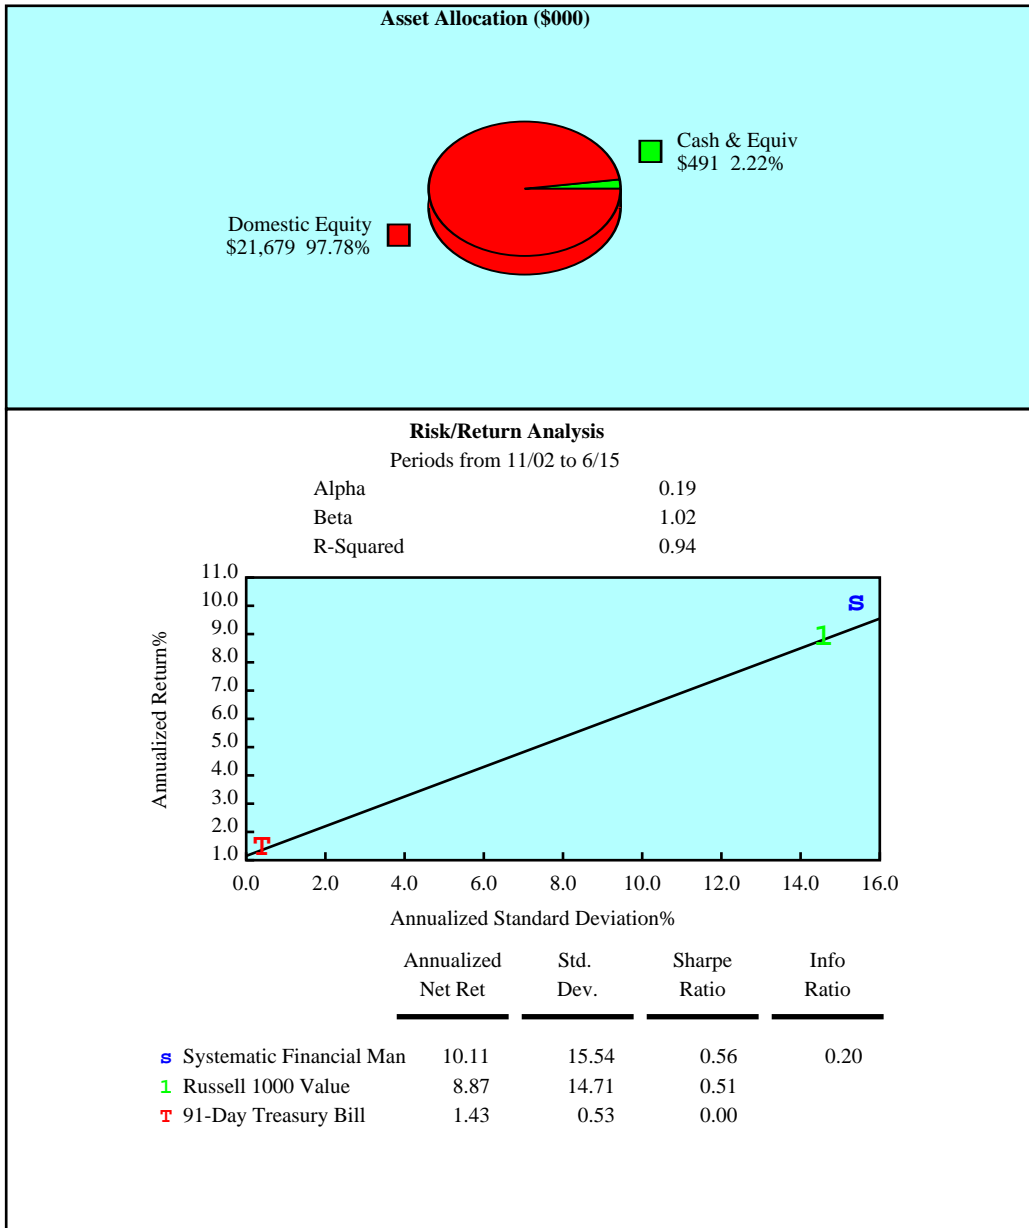 Asset Allocation ($000)
Cash & Equiv
$491 2.22%
Domestic Equity
$21,679 97.78%
Risk/Return Analysis
Periods from 11/02 to 6/15
Alpha 0.19
Beta 1.02
R-Squared 0.94
11.0
10.0
9.0
8.0
7.0
6.0
5.0
4.0
3.0
2.0
1.0
Annualized Return%
s
1
T
0.0 2.0 4.0 6.0 8.0 10.0 12.0 14.0 16.0
Annualized Standard Deviation%
Annualized Std. Sharpe Info
Net Ret Dev. Ratio Ratio
s Systematic Financial Man 10.11 15.54 0.56 0.20
1 Russell 1000 Value 8.87 14.71 0.51
T 91-Day Treasury Bill 1.43 0.53 0.00